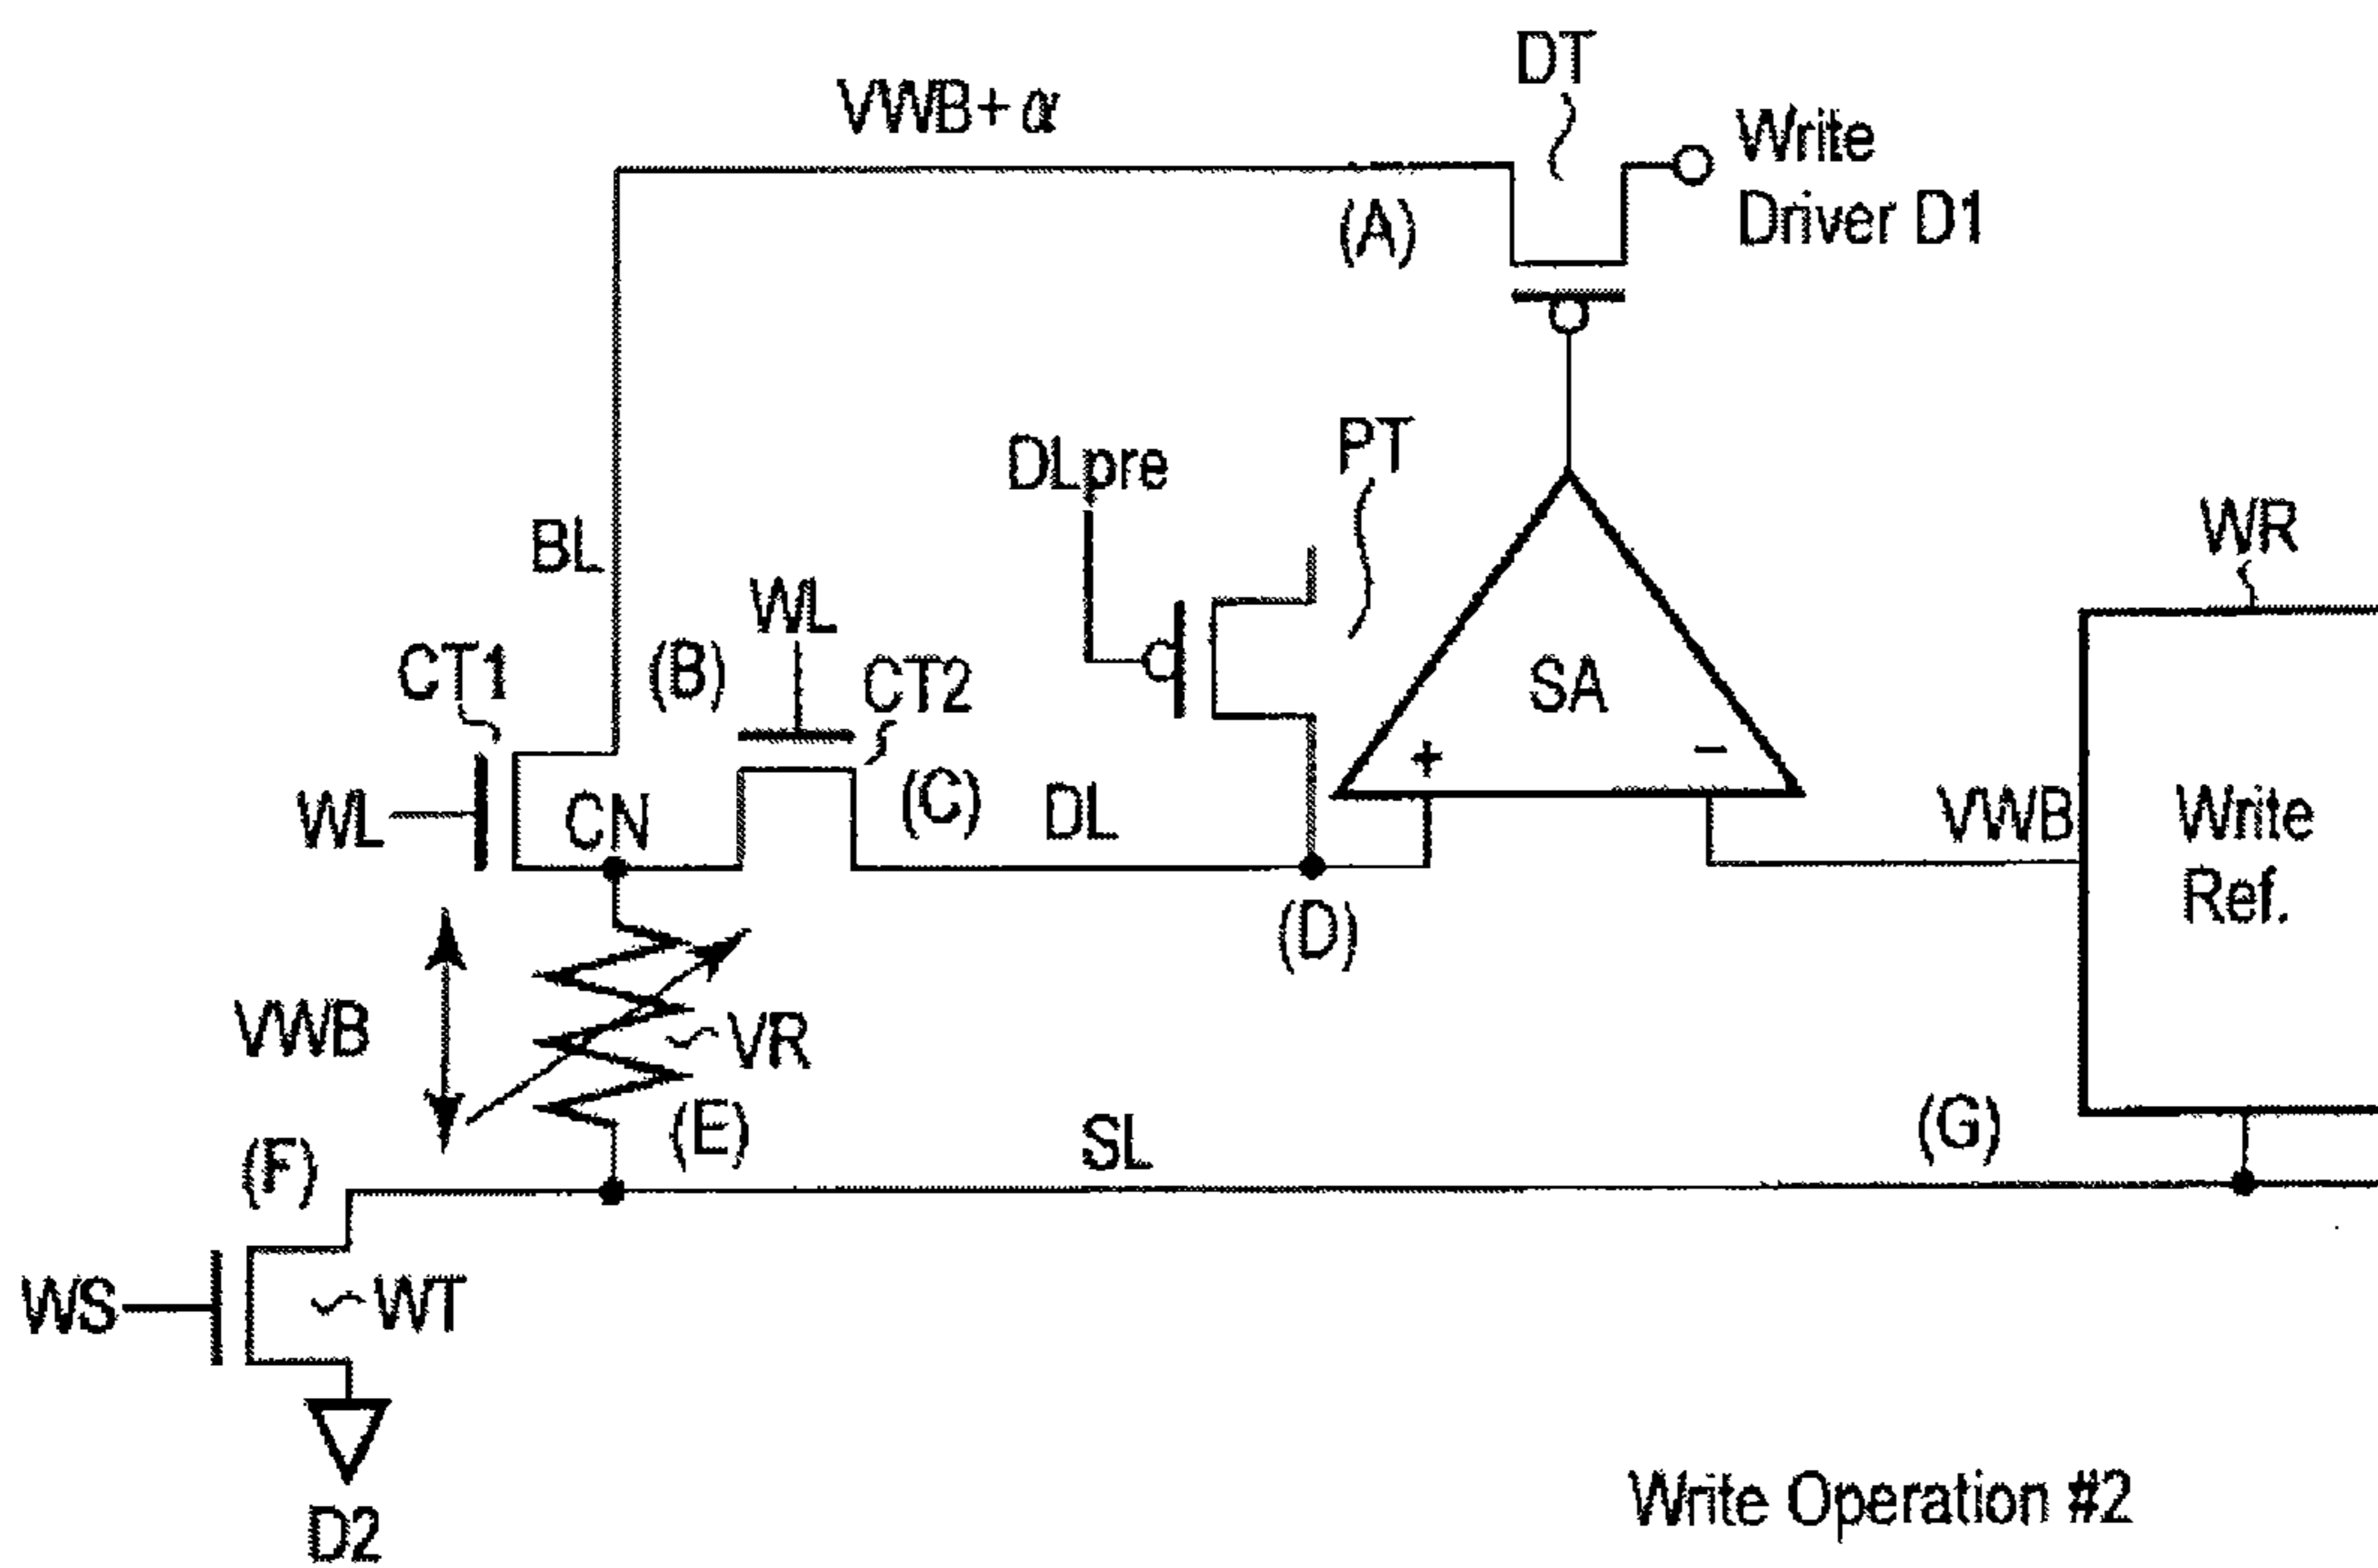 DT
VWB+α
Write
Driver D1
(A)
DLpre
PT
WR
BL
WL
CT1
(B)
CT2
SA
+
−
WL
CN
(C)
DL
VWB
Write
Ref.
(D)
VWB
VR
(E)
SL
(G)
(F)
WS
WT
D2
Write Operation #2